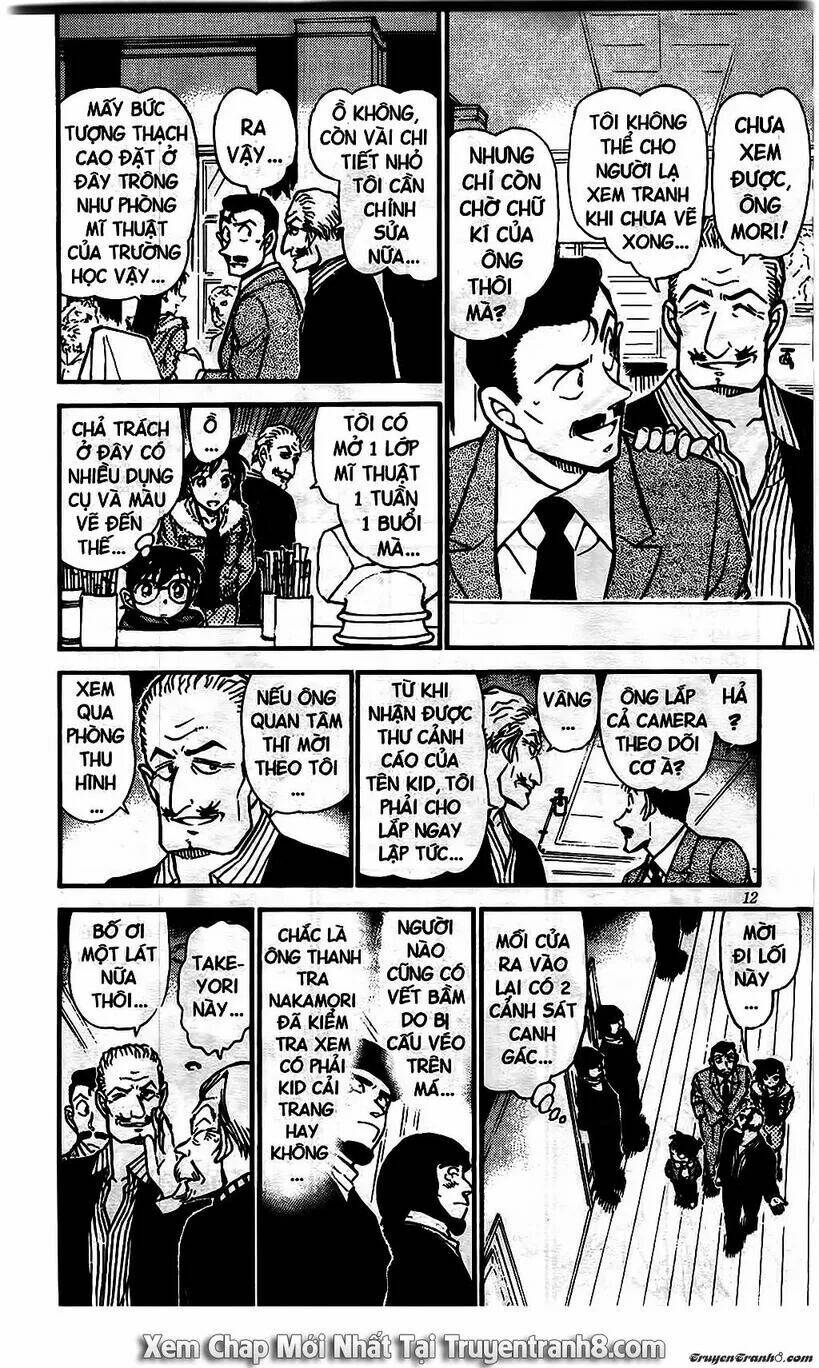 CHƯA
XEM
ĐƯỢC,
ÔNG
MORI!
TÔI KHÔNG
THỂ CHO
NGƯỜI LẠ
XEM TRANH
KHI CHƯA VẼ
XONG...
NHƯNG
CHỈ CÒN
CHỜ CHỮ
KÍ CỦA
ÔNG
THÔI
MÀ?
Ồ KHÔNG,
CÒN VÀI CHI
TIẾT NHỎ
TÔI CẦN
CHỈNH
SỬA
NỮA...
RA
VẬY...
MẤY BỨC
TƯỢNG THẠCH
CAO ĐẶT Ở
ĐÂY TRÔNG
NHƯ PHÒNG
MĨ THUẬT
CỦA TRƯỜNG
HỌC VẬY...
TÔI CÓ
MỞ 1 LỚP
MĨ THUẬT
1 TUẦN
1 BUỔI
MÀ...
Ồ
...
CHẢ TRÁCH
Ở ĐÂY CÓ
NHIỀU DỤNG
CỤ VÀ MÀU
VẼ ĐẾN
THẾ...
HẢ
?
ÔNG LẮP
CẢ CAMERA
THEO DÕI
CƠ À?
VÂNG
...
TỪ KHI
NHẬN ĐƯỢC
THƯ CẢNH
CÁO CỦA
TÊN KID, TÔI
PHẢI CHO
LẮP NGAY
LẬP TỨC...
NẾU ÔNG
QUAN TÂM
THÌ MỜI
THEO TÔI
XEM
QUA
PHÒNG
THU
HÌNH
...
12
MỜI
ĐI LỐI
NÀY
...
MỖI CỬA
RA VÀO
LẠI CÓ 2
CẢNH SÁT
CANH
GÁC...
NGƯỜI
NÀO
CŨNG CÓ
VẾT BẦM
DO BỊ
CẤU VÉO
TRÊN
MÁ...
CHẮC LÀ
ÔNG THANH
TRA
NAKAMORI
ĐÃ KIỂM
TRA XEM
CÓ PHẢI
KID CẢI
TRANG
HAY
KHÔNG
...
TAKE-
YORI
NÀY...
BỐ ƠI
MỘT LÁT
NỮA
THÔI...
Xem Chap Mới Nhất Tại Truyentranh8.com
TruyenTranh8.com